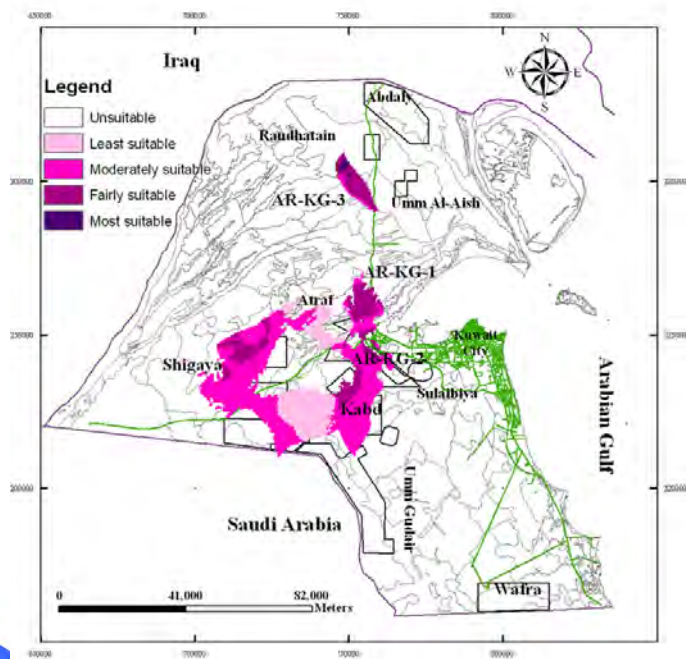 Iraq
N
W E
S
Legend
Unsuitable
Least suitable
Moderately suitable
Fairly suitable
Most suitable
Abdaly
Raudhatain
AR-KG-3
Umm Al-Aish
AR-KG-1
Atraf
Kuwait
City
AR-KG-2
Shigaya
Sulaibiya
Kabd
Arabian Gulf
Umm Gudair
Saudi Arabia
Wafra
0 41,000 82,000
Meters